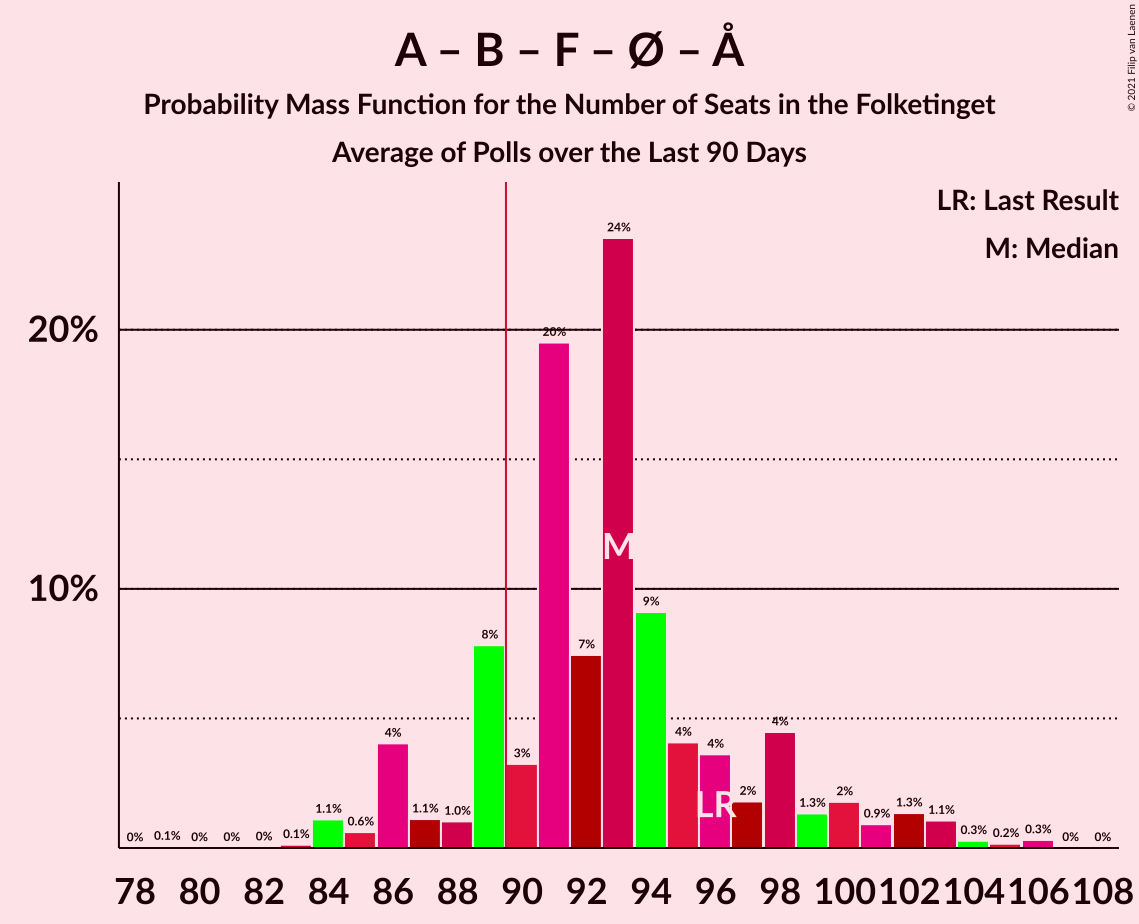 A – B – F – Ø – Å
Probability Mass Function for the Number of Seats in the Folketinget
Average of Polls over the Last 90 Days
© 2021 Filip van Laenen
LR: Last Result
M: Median
20%
10%
0% 0.1% 0% 0% 0% 0.1% 1.1% 0.6% 4% 1.1% 1.0% 8% 3% 20% 7% 24% 9% 4% 4% 2% 4% 1.3% 2% 0.9% 1.3% 1.1% 0.3% 0.2% 0.3% 0% 0%
M
LR
78 80 82 84 86 88 90 92 94 96 98 100 102 104 106 108